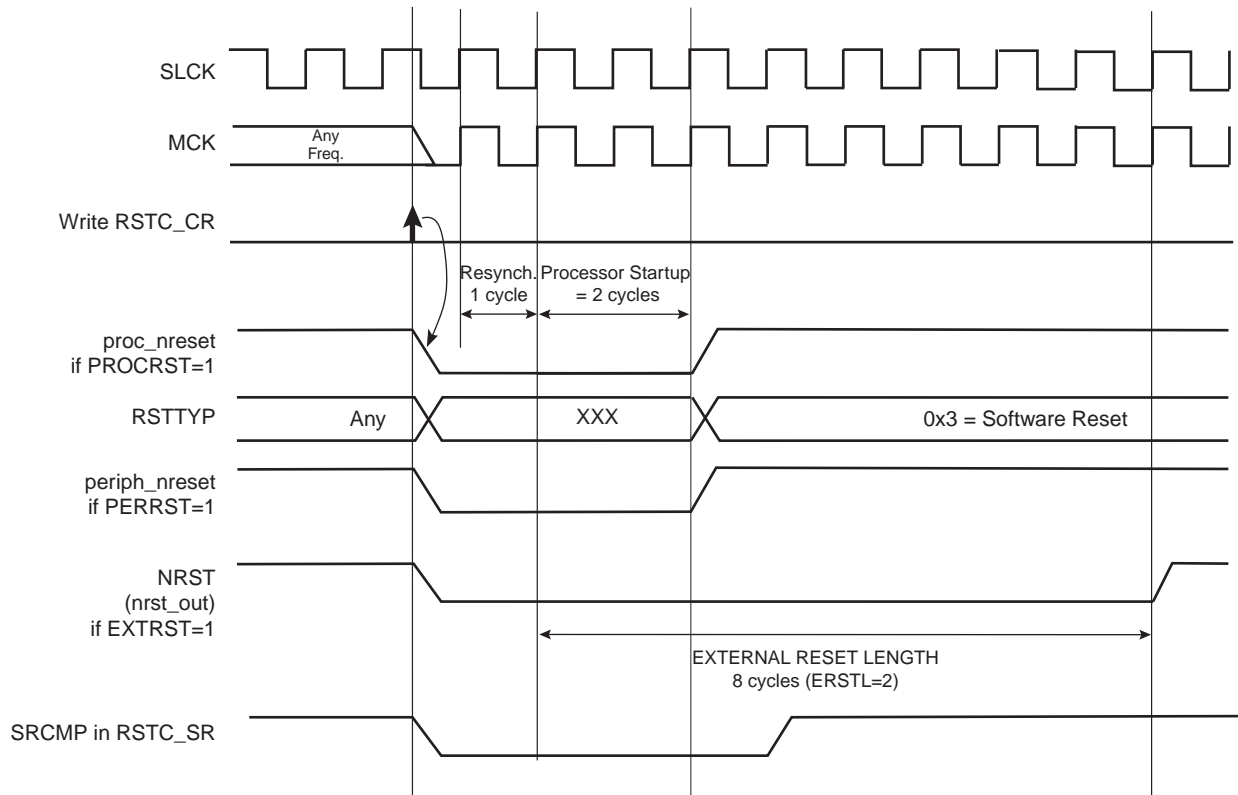 SLCK
MCK
Any
Freq.
Write RSTC_CR
Resynch.
1 cycle
Processor Startup
= 2 cycles
proc_nreset
if PROCRST=1
RSTTYP
Any
XXX
0x3 = Software Reset
periph_nreset
if PERRST=1
NRST
(nrst_out)
if EXTRST=1
EXTERNAL RESET LENGTH
8 cycles (ERSTL=2)
SRCMP in RSTC_SR